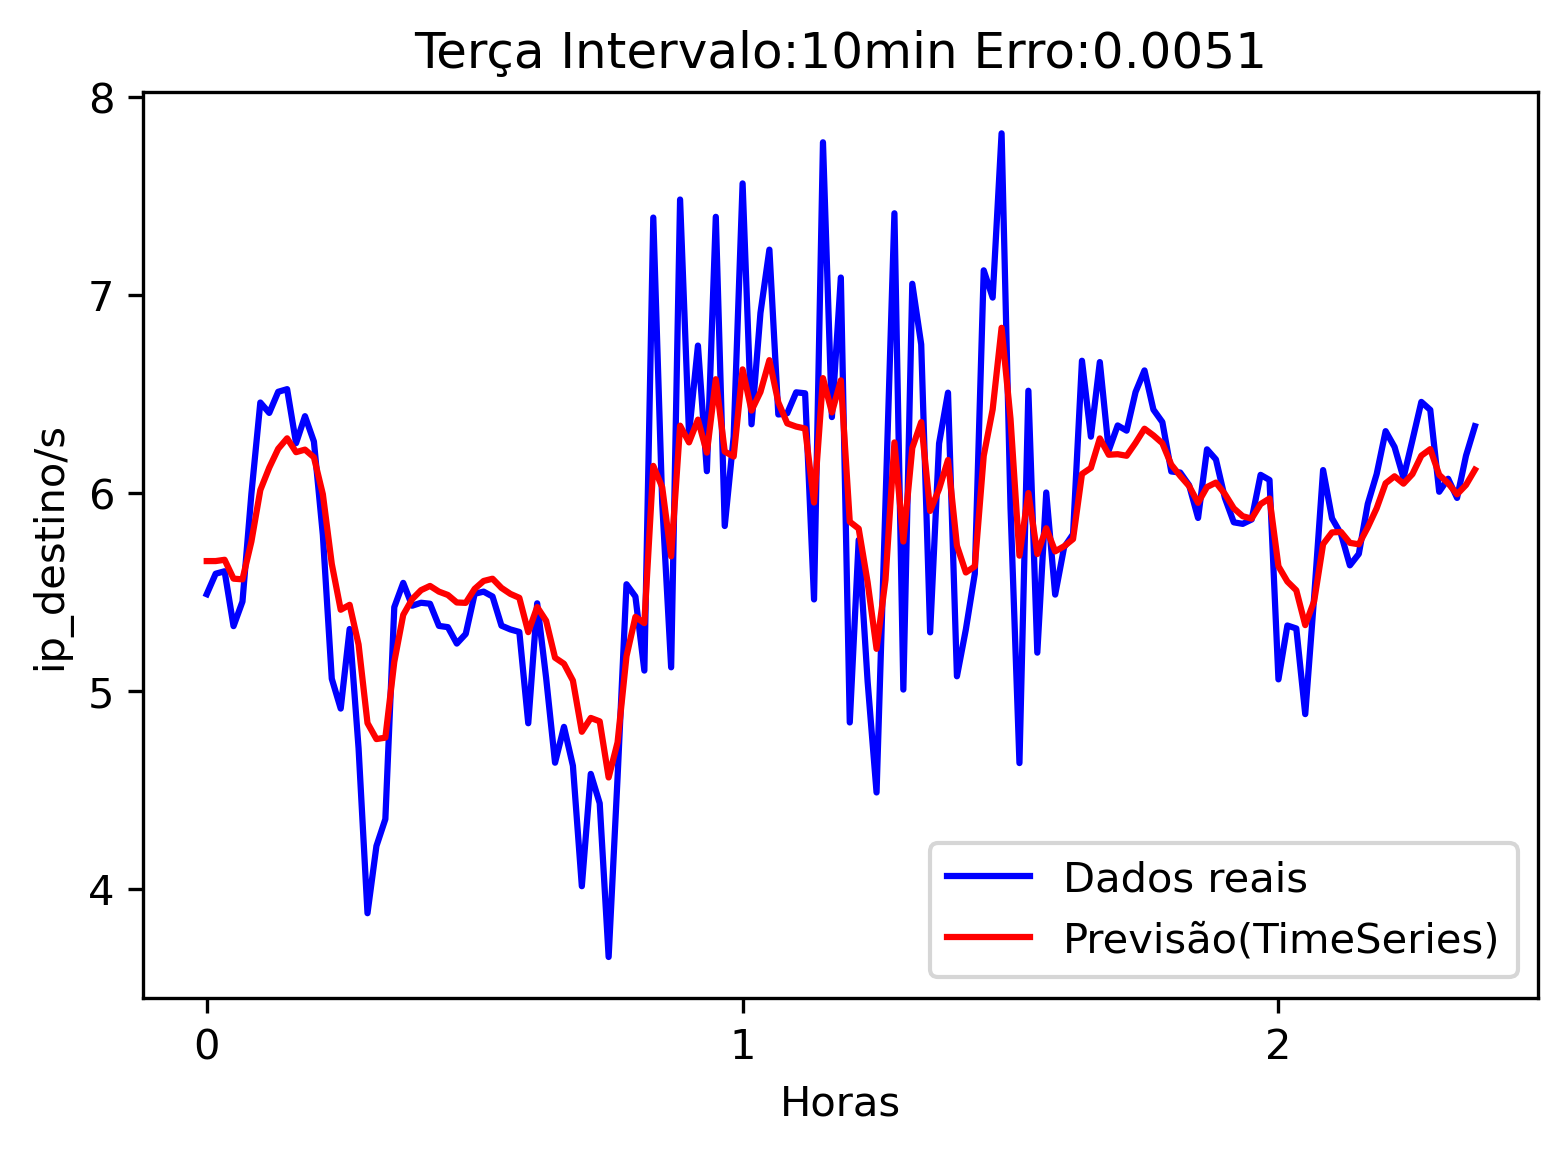 Terça Intervalo:10min Erro:0.0051
8
7
6
5
4
ip_destino/s
Dados reais
Previsão(TimeSeries)
0 1 2
Horas